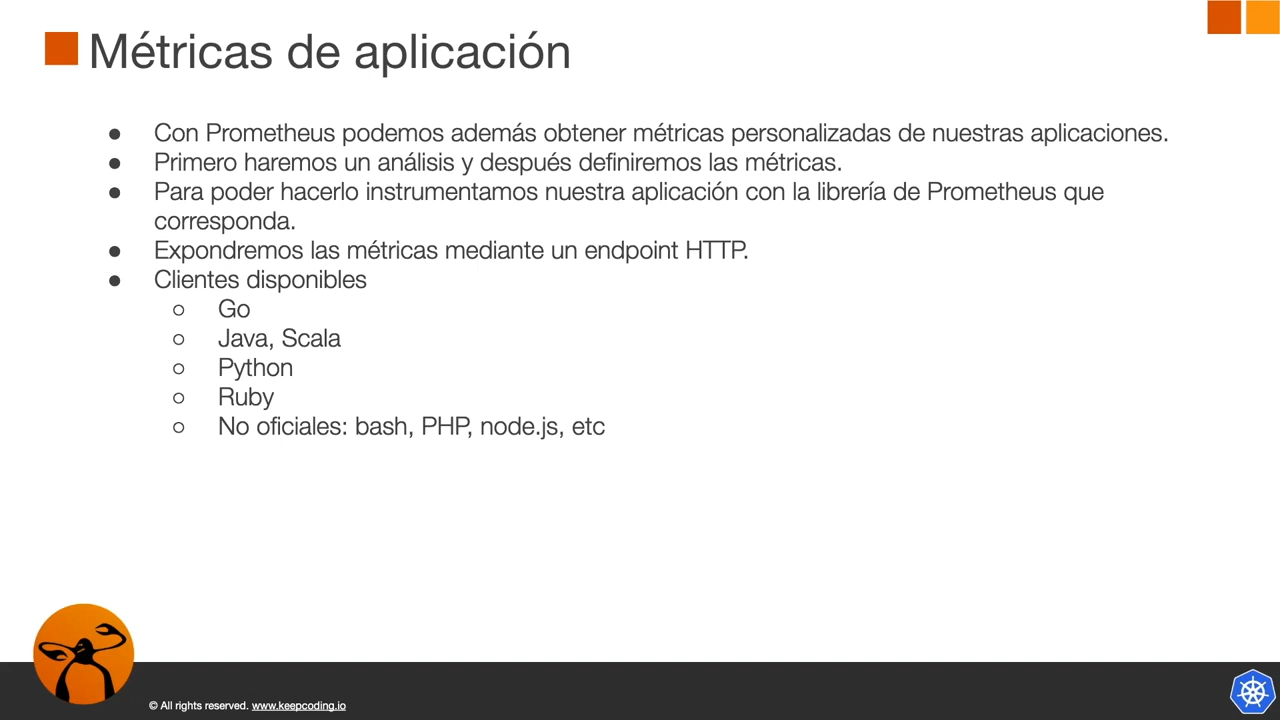 Métricas de aplicación
● Con Prometheus podemos además obtener métricas personalizadas de nuestras aplicaciones.
● Primero haremos un análisis y después definiremos las métricas.
● Para poder hacerlo instrumentamos nuestra aplicación con la librería de Prometheus que
corresponda.
● Expondremos las métricas mediante un endpoint HTTP.
● Clientes disponibles
○ Go
○ Java, Scala
○ Python
○ Ruby
○ No oficiales: bash, PHP, node.js, etc
© All rights reserved. www.keepcoding.io